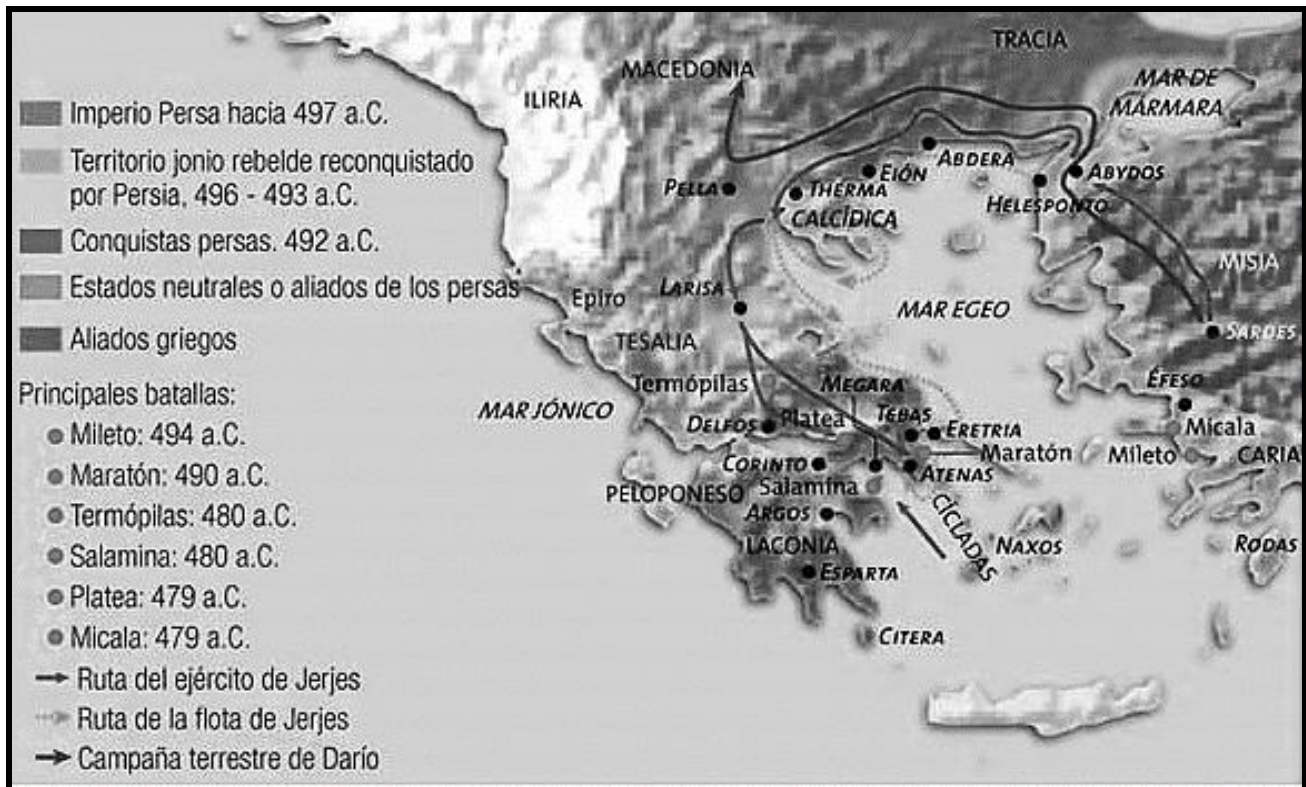 Imperio Persa hacia 497 a.C.
Territorio jonio rebelde reconquistado
por Persia, 496 - 493 a.C.
Conquistas persas. 492 a.C.
Estados neutrales o aliados de los persas
Aliados griegos
Principales batallas:
Mileto: 494 a.C.
Maratón: 490 a.C.
Termópilas: 480 a.C.
Salamina: 480 a.C.
Platea: 479 a.C.
Micala: 479 a.C.
Ruta del ejército de Jerjes
Ruta de la flota de Jerjes
Campaña terrestre de Darío
TRACIA
MACEDONIA
ILIRIA
MAR DE
MÁRMARA
ABDERA
EIÓN
ABYDOS
PELLA
THERMA
HELESPONTO
CALCÍDICA
MISIA
LARISA
Epiro
MAR EGEO
SARDES
TESALIA
Termópilas
MEGARA
ÉFESO
MAR JÓNICO
DELFOS
Platea
TEBAS
ERETRIA
Micala
Maratón
Mileto
CARIA
CORINTO
ATENAS
Salamina
PELOPONESO
ARGOS
CÍCLADAS
NAXOS
RODAS
LACONIA
ESPARTA
CITERA